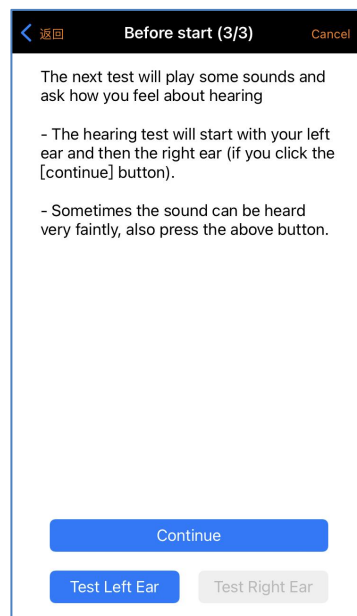 返回 Before start (3/3) Cancel
The next test will play some sounds and
ask how you feel about hearing
- The hearing test will start with your left
ear and then the right ear (if you click the
[continue] button).
- Sometimes the sound can be heard
very faintly, also press the above button.
Continue
Test Left Ear Test Right Ear